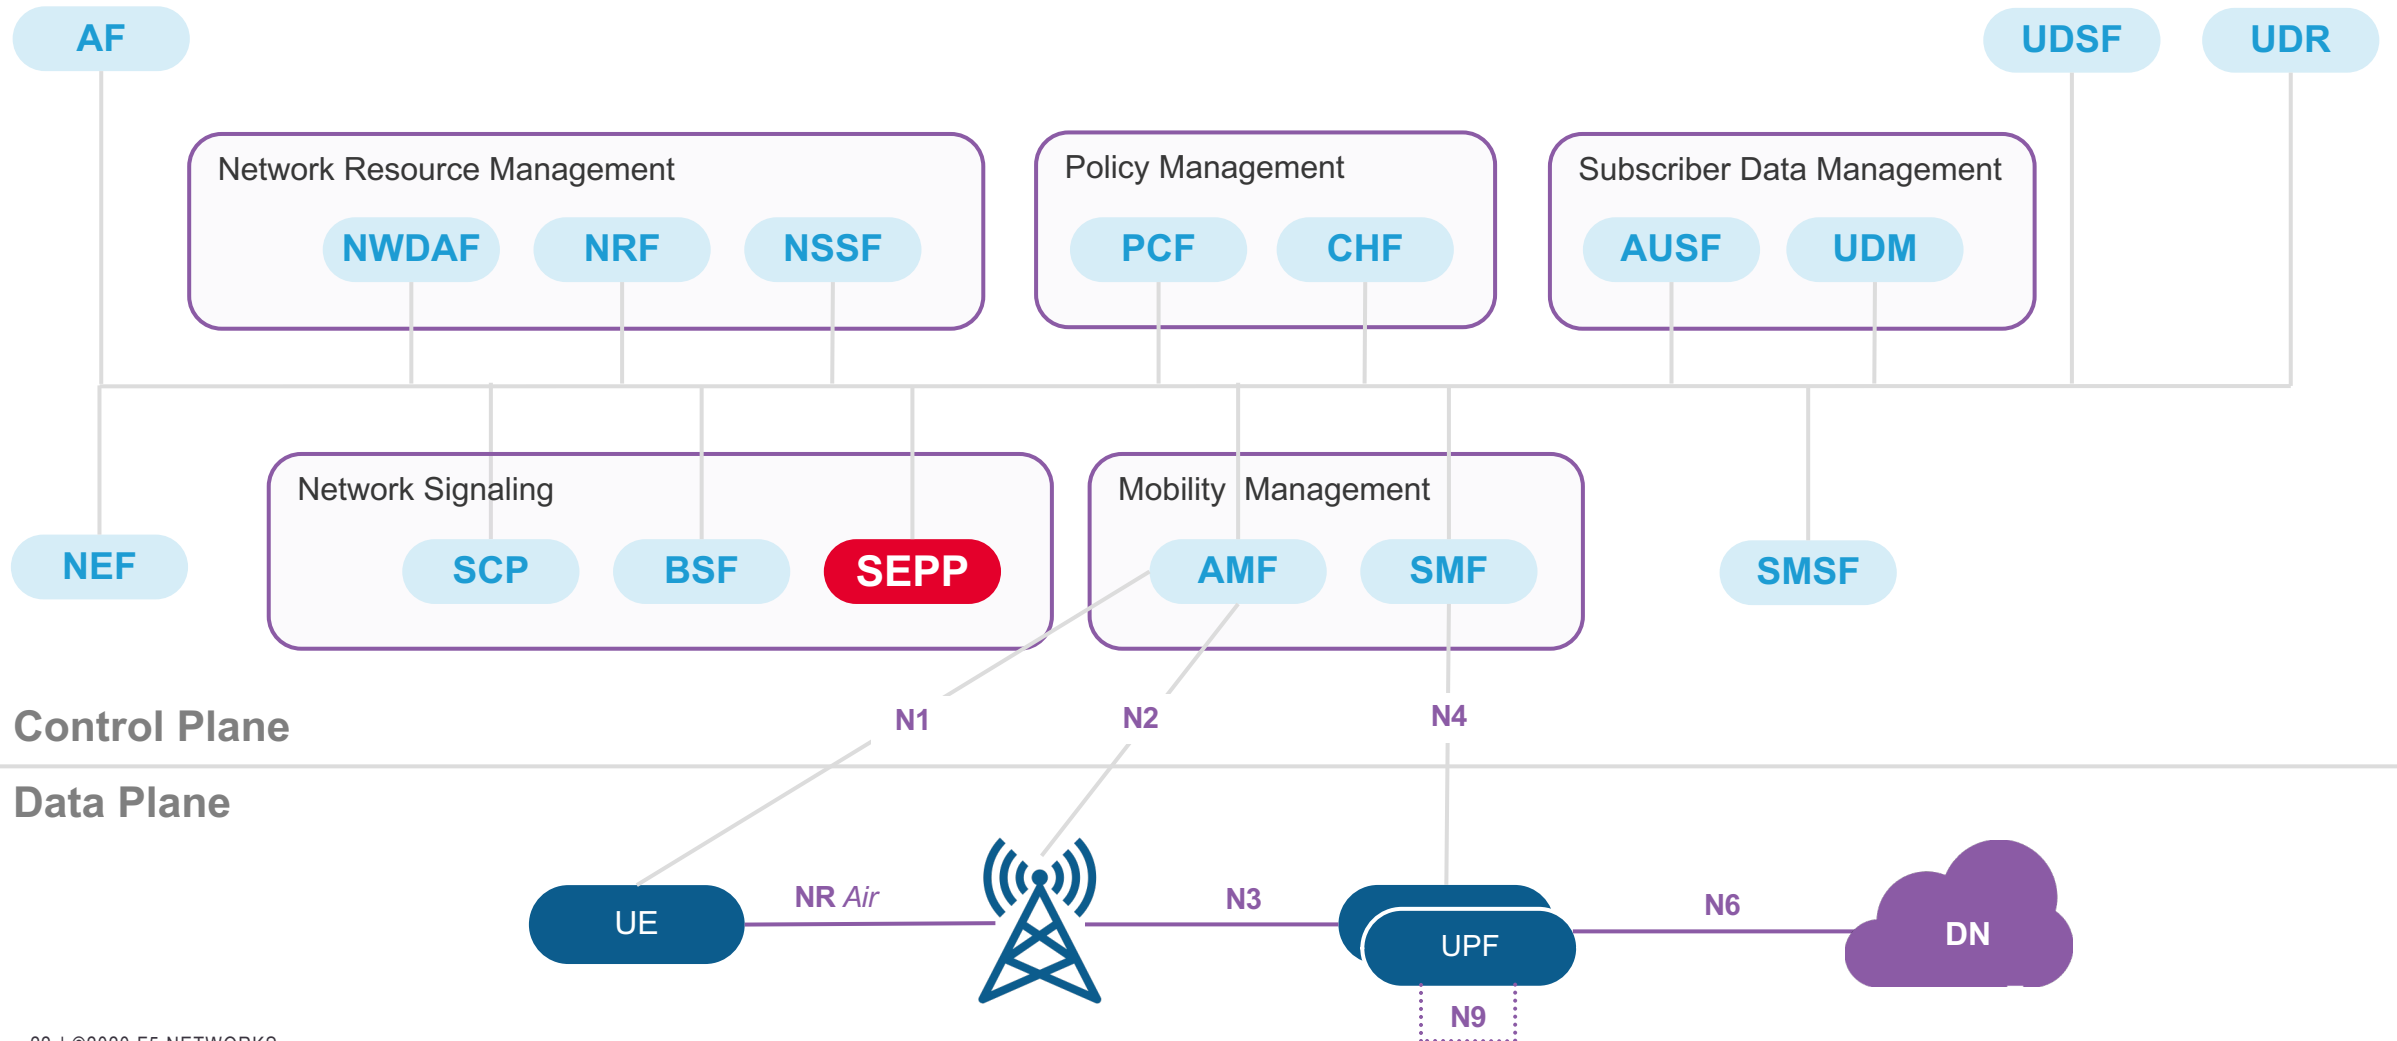 AF
UDSF
UDR
Network Resource Management
Policy Management
Subscriber Data Management
NWDAF
NRF
NSSF
PCF
CHF
AUSF
UDM
Network Signaling
Mobility Management
NEF
SCP
BSF
SEPP
AMF
SMF
SMSF
N1
N2
N4
Control Plane
Data Plane
NR Air
N3
N6
UE
UPF
DN
N9
F5 NETWORKS